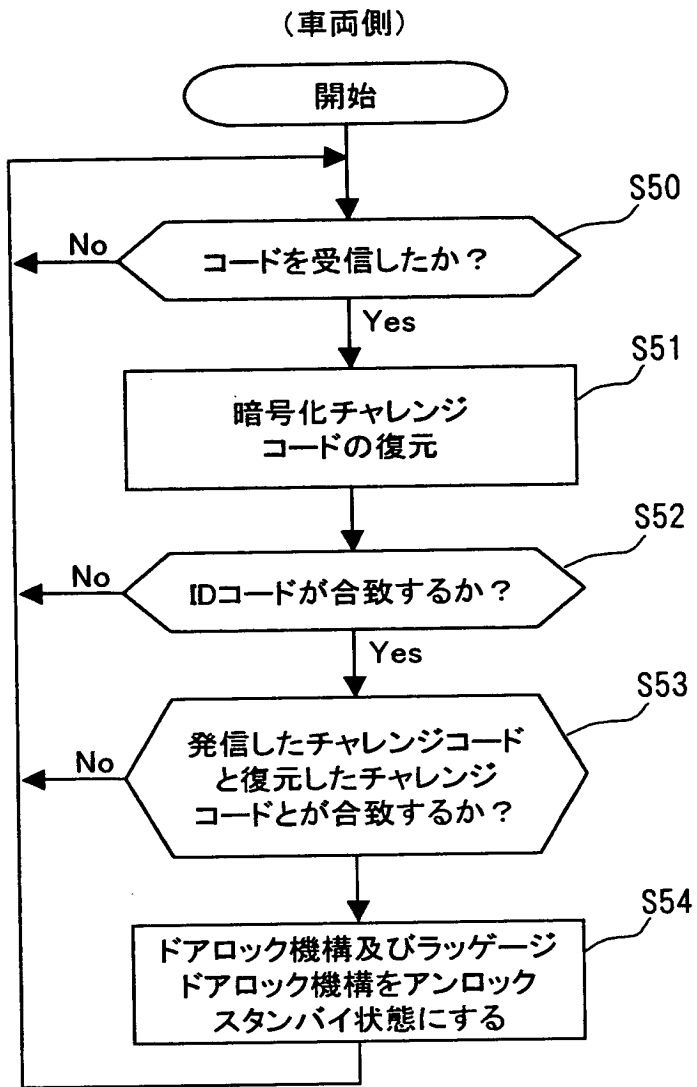 (車両側)
開始
S50
No
コードを受信したか？
Yes
S51
暗号化チャレンジ
コードの復元
S52
No
IDコードが合致するか？
Yes
S53
No
発信したチャレンジコード
と復元したチャレンジ
コードとが合致するか？
S54
ドアロック機構及びラッゲージ
ドアロック機構をアンロック
スタンバイ状態にする